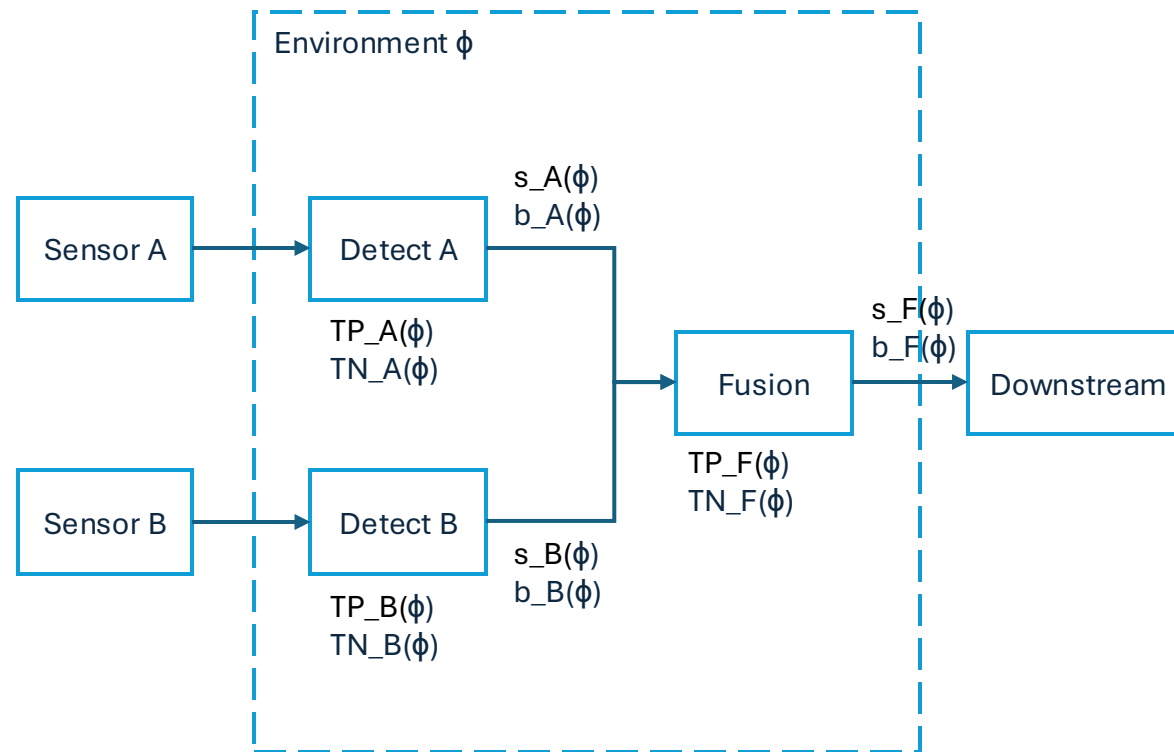 Environment ϕ
s_A(ϕ)
b_A(ϕ)
Sensor A
Detect A
TP_A(ϕ)
TN_A(ϕ)
s_F(ϕ)
b_F(ϕ)
Fusion
Downstream
TP_F(ϕ)
TN_F(ϕ)
Sensor B
Detect B
s_B(ϕ)
b_B(ϕ)
TP_B(ϕ)
TN_B(ϕ)